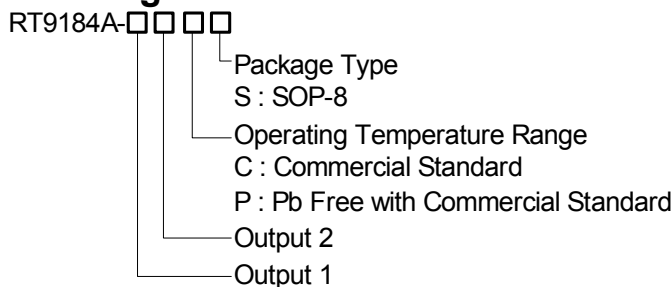 RT9184A-□□ □□
Package Type
S : SOP-8
Operating Temperature Range
C : Commercial Standard
P : Pb Free with Commercial Standard
Output 2
Output 1